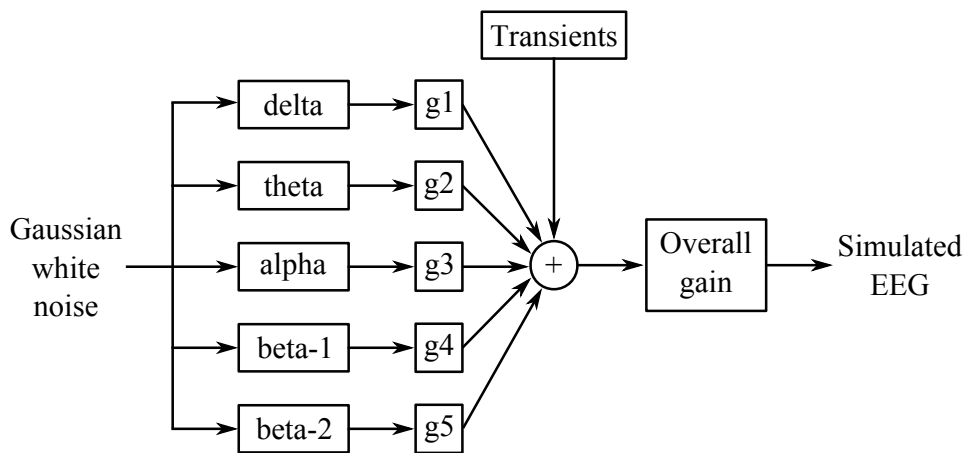 Transients
delta
g1
theta
g2
Gaussian
white
noise
alpha
g3
+
Overall
gain
Simulated
EEG
beta-1
g4
beta-2
g5